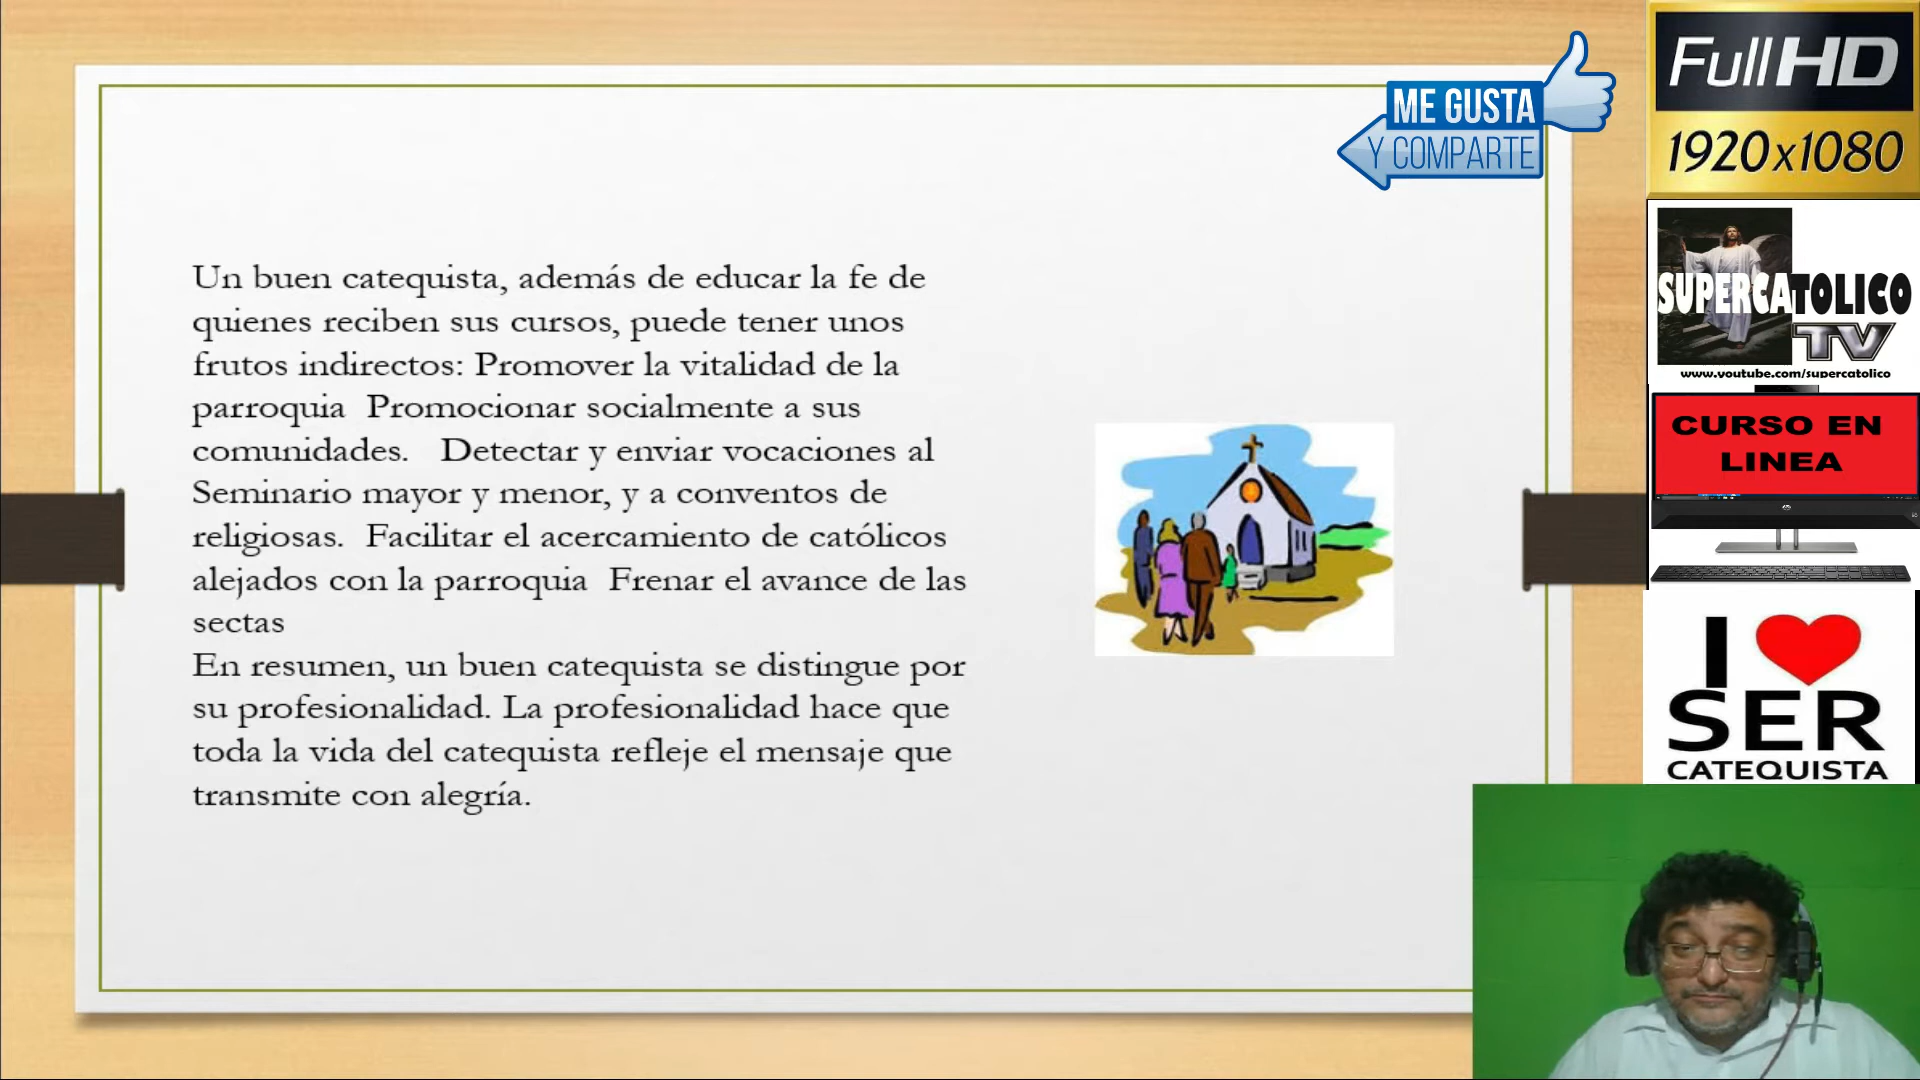 ME GUSTA
Y COMPARTE
Full HD
1920x1080
SUPERCATOLICO
TV
www.youtube.com/supercatolico
CURSO EN
LINEA
I
SER
CATEQUISTA
Un buen catequista, además de educar la fe de
quienes reciben sus cursos, puede tener unos
frutos indirectos: Promover la vitalidad de la
parroquia  Promocionar socialmente a sus
comunidades.   Detectar y enviar vocaciones al
Seminario mayor y menor, y a conventos de
religiosas.  Facilitar el acercamiento de católicos
alejados con la parroquia  Frenar el avance de las
sectas
En resumen, un buen catequista se distingue por
su profesionalidad. La profesionalidad hace que
toda la vida del catequista refleje el mensaje que
transmite con alegría.